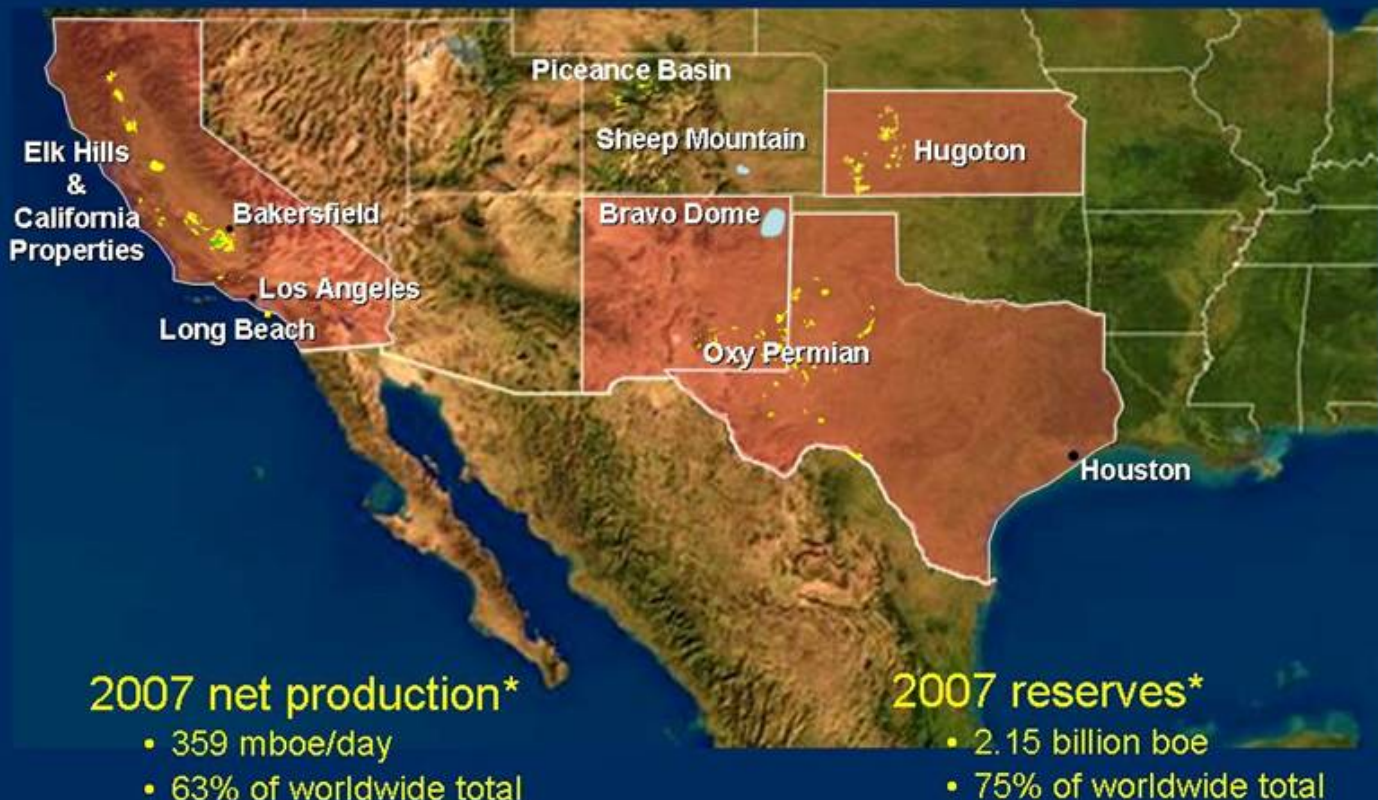 Piceance Basin
Sheep Mountain
Hugoton
Elk Hills
&
California
Properties
Bakersfield
Bravo Dome
Los Angeles
Long Beach
Oxy Permian
Houston
2007 net production*
• 359 mboe/day
• 63% of worldwide total
2007 reserves*
• 2.15 billion boe
• 75% of worldwide total